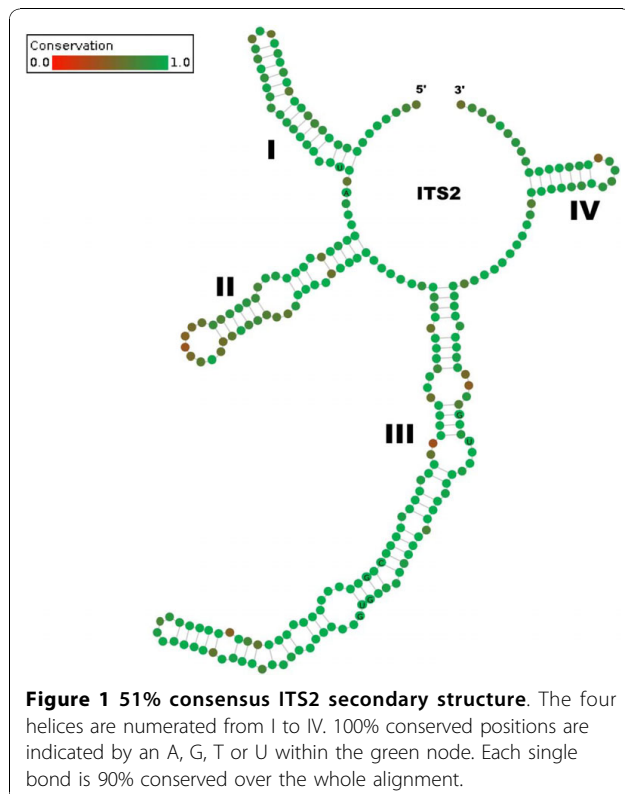 Conservation
0.0 1.0
5' 3'
I
U
A
ITS2
IV
II
III
G
U
C
G
G
U
G
Figure 1 51% consensus ITS2 secondary structure. The four
helices are numerated from I to IV. 100% conserved positions are
indicated by an A, G, T or U within the green node. Each single
bond is 90% conserved over the whole alignment.